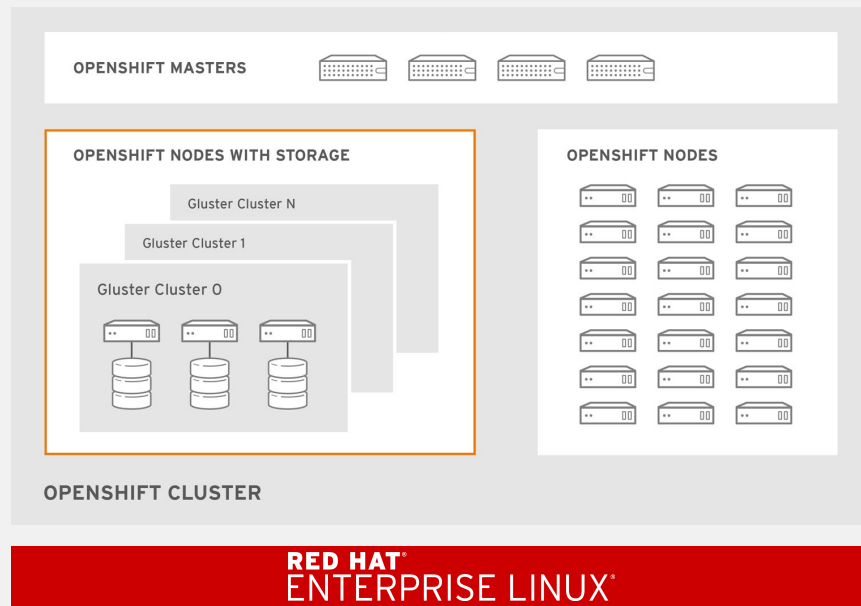 OPENSHIFT MASTERS
OPENSHIFT NODES WITH STORAGE
Gluster Cluster N
Gluster Cluster 1
Gluster Cluster 0
OPENSHIFT NODES
OPENSHIFT CLUSTER
RED HAT®
ENTERPRISE LINUX®